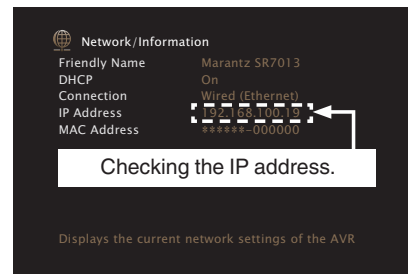 Network/Information
Friendly Name Marantz SR7013
DHCP On
Connection Wired (Ethernet)
IP Address 192.168.100.19
MAC Address ******-000000
Checking the IP address.
Displays the current network settings of the AVR